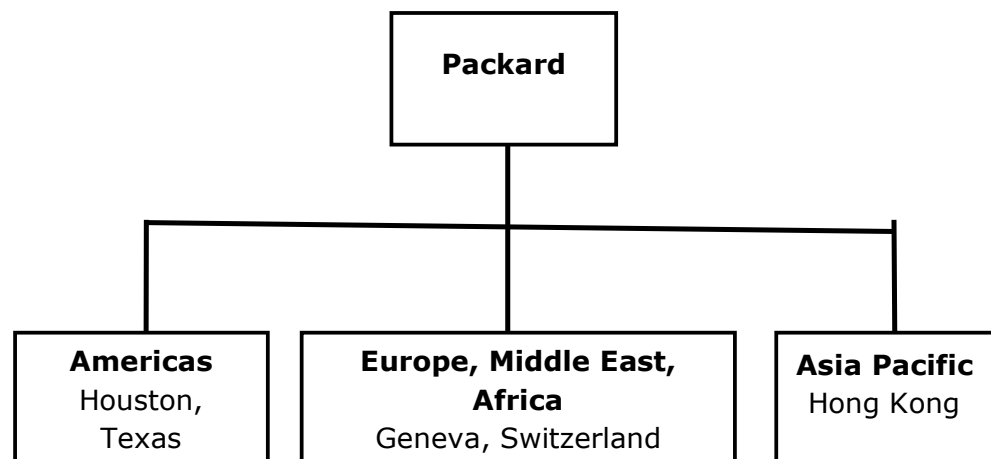 Packard
Americas
Houston,
Texas
Europe, Middle East,
Africa
Geneva, Switzerland
Asia Pacific
Hong Kong